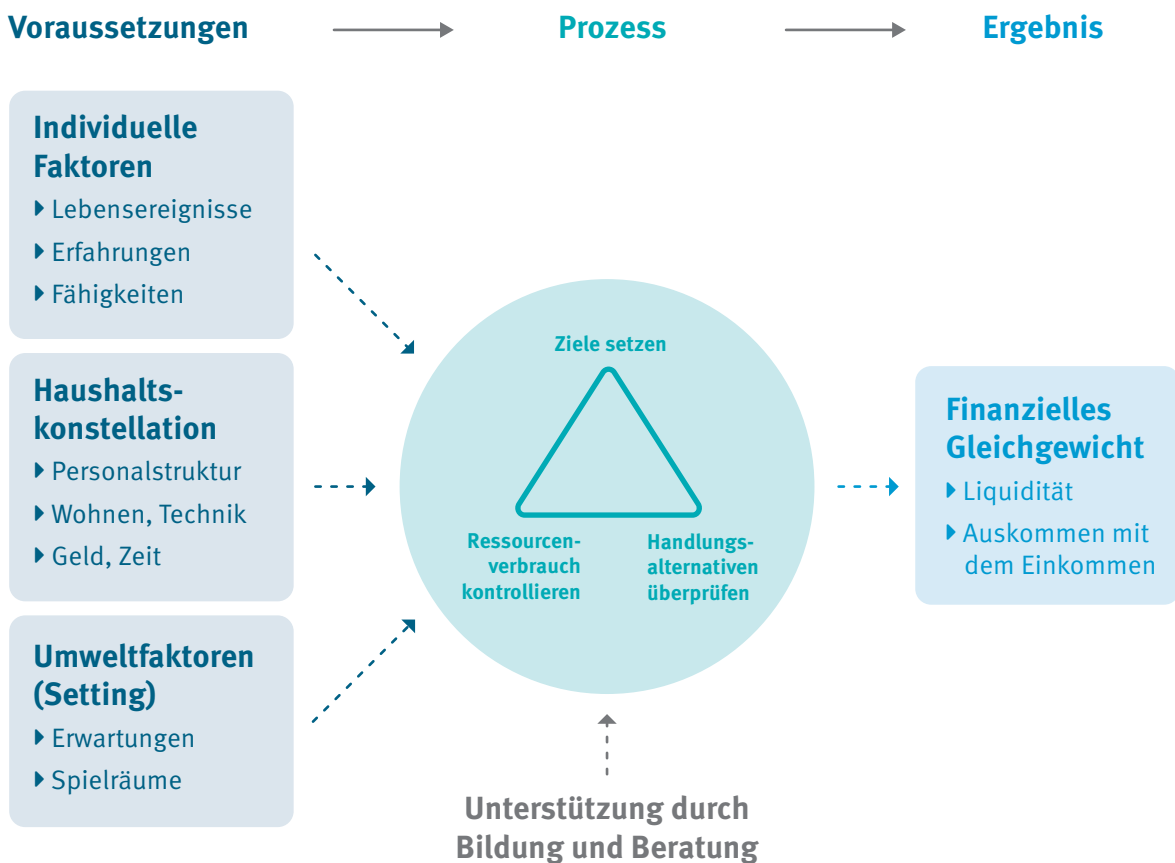 Voraussetzungen
Prozess
Ergebnis
Individuelle
Faktoren
Lebensereignisse
Erfahrungen
Fähigkeiten
Haushalts-
konstellation
Personalstruktur
Wohnen, Technik
Geld, Zeit
Umweltfaktoren
(Setting)
Erwartungen
Spielräume
Ziele setzen
Ressourcen-
verbrauch
kontrollieren
Handlungs-
alternativen
überprüfen
Unterstützung durch
Bildung und Beratung
Finanzielles
Gleichgewicht
Liquidität
Auskommen mit
dem Einkommen